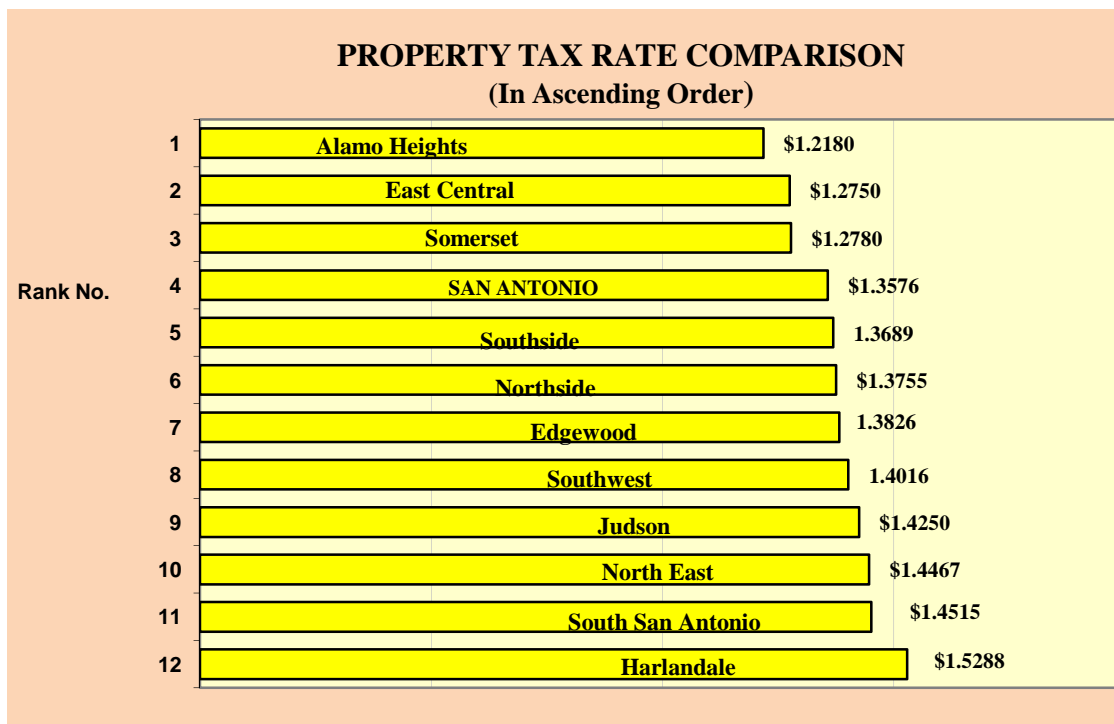 PROPERTY TAX RATE COMPARISON
(In Ascending Order)
1 Alamo Heights $1.2180
2 East Central $1.2750
3 Somerset $1.2780
Rank No. 4 SAN ANTONIO $1.3576
5 Southside 1.3689
6 Northside $1.3755
7 Edgewood 1.3826
8 Southwest 1.4016
9 Judson $1.4250
10 North East $1.4467
11 South San Antonio $1.4515
12 Harlandale $1.5288